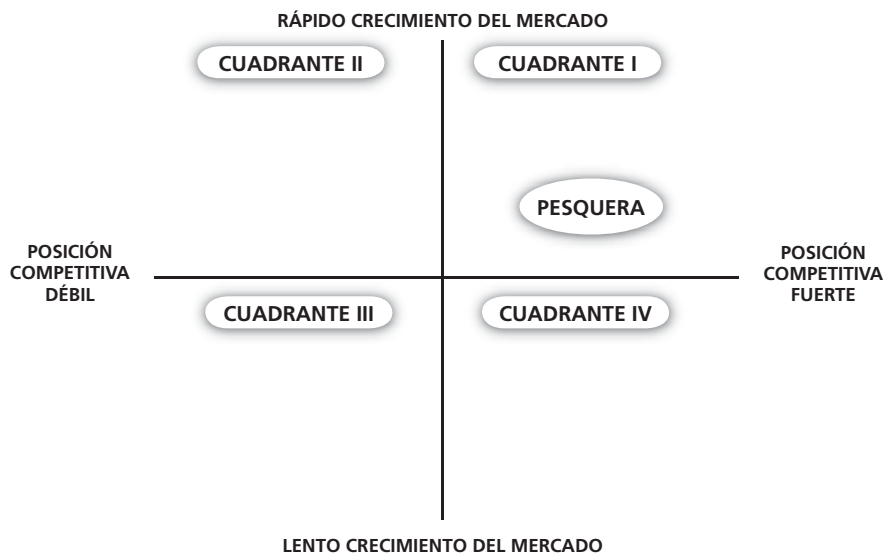 RÁPIDO CRECIMIENTO DEL MERCADO
CUADRANTE II
CUADRANTE I
PESQUERA
POSICIÓN
COMPETITIVA
DÉBIL
POSICIÓN
COMPETITIVA
FUERTE
CUADRANTE III
CUADRANTE IV
LENTO CRECIMIENTO DEL MERCADO